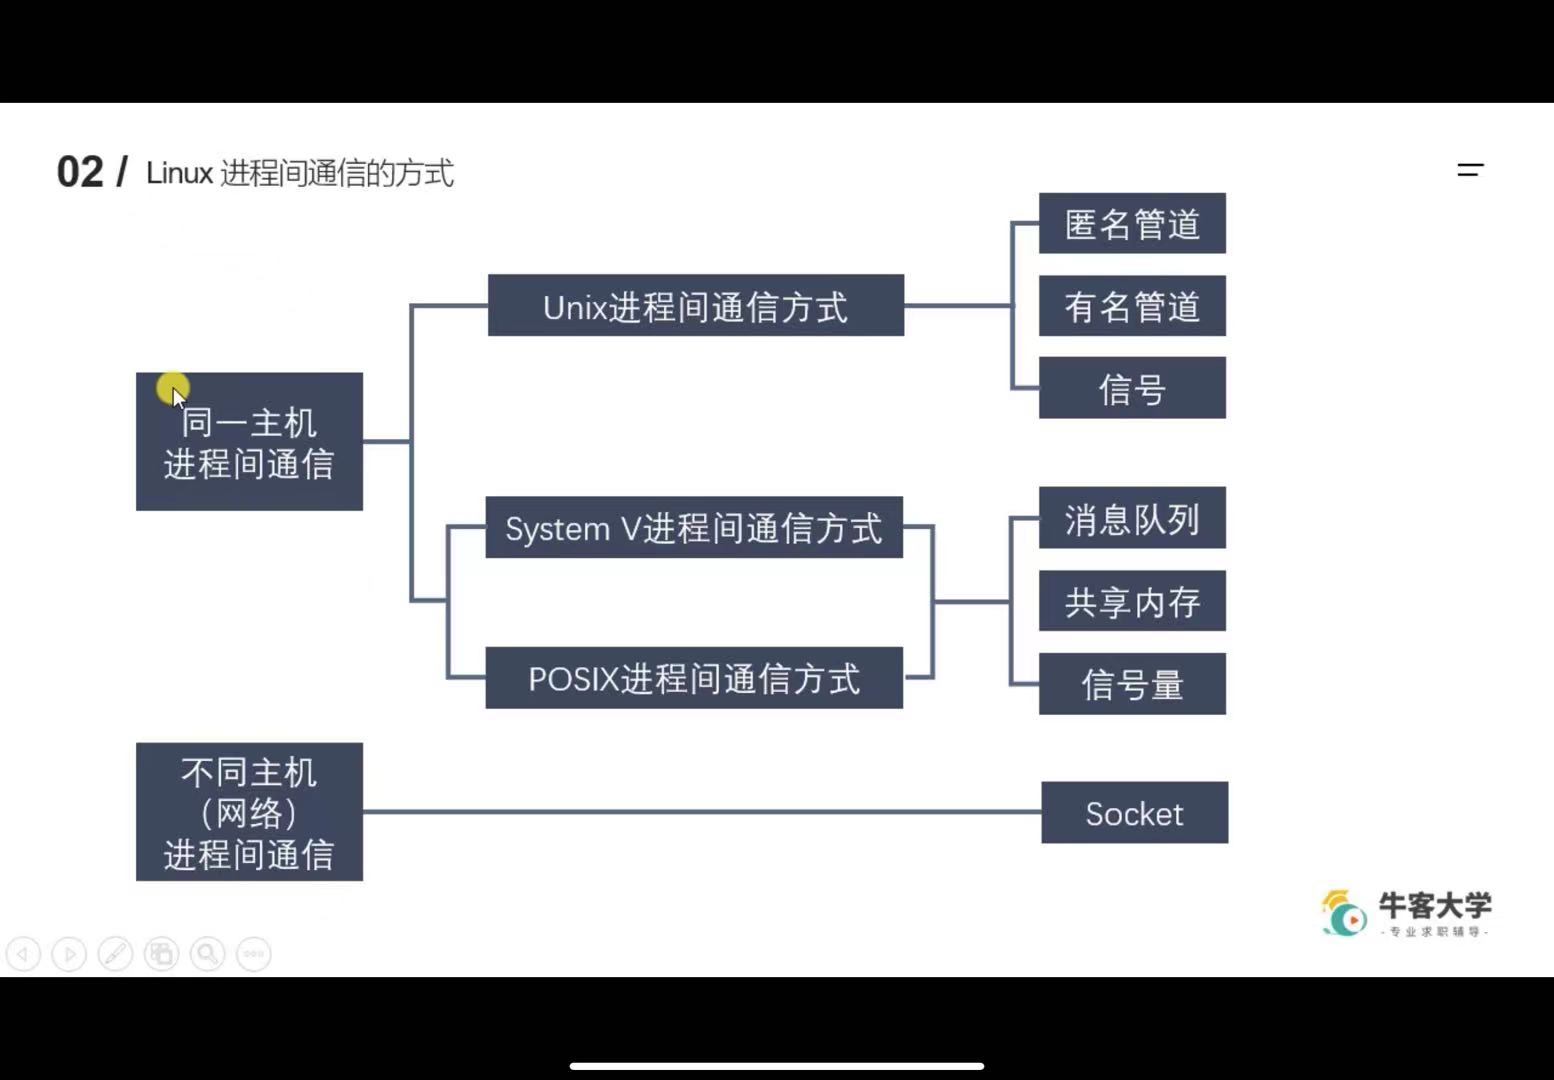 02 / Linux 进程间通信的方式
匿名管道
Unix进程间通信方式
有名管道
信号
同一主机
进程间通信
System V进程间通信方式
消息队列
共享内存
POSIX进程间通信方式
信号量
不同主机
（网络）
进程间通信
Socket
牛客大学
-专业求职辅导-